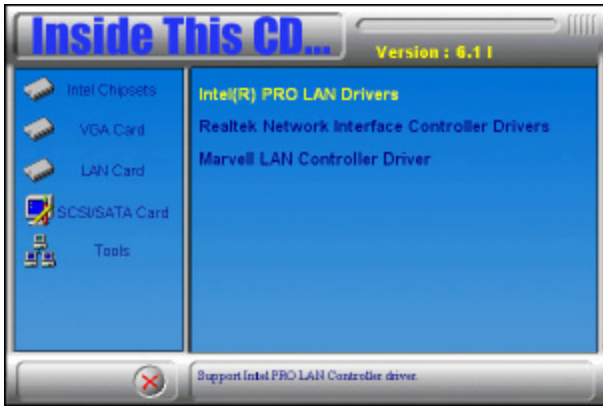 Inside This CD...
Version : 6.1 I
Intel Chipsets
VGA Card
LAN Card
SCSI/SATA Card
Tools
Intel(R) PRO LAN Drivers
Realtek Network Interface Controller Drivers
Marvell LAN Controller Driver
Support Intel PRO LAN Controller driver.